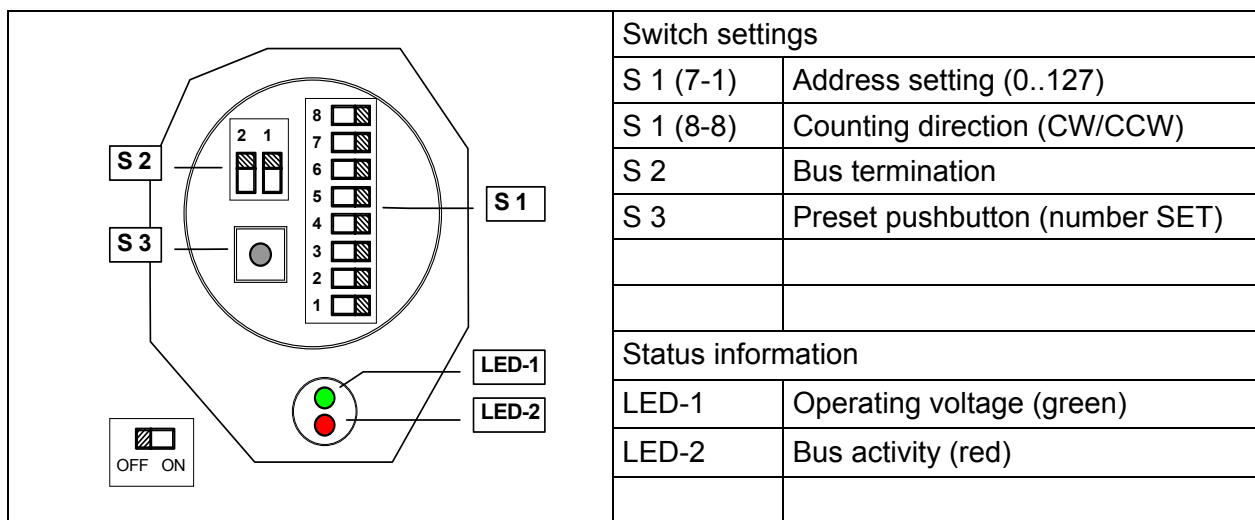 8
2 1
7
S 2
6
5
S 1
4
S 3
3
2
1
LED-1
LED-2
OFF ON
Switch settings
S 1 (7-1) Address setting (0..127)
S 1 (8-8) Counting direction (CW/CCW)
S 2 Bus termination
S 3 Preset pushbutton (number SET)
Status information
LED-1 Operating voltage (green)
LED-2 Bus activity (red)